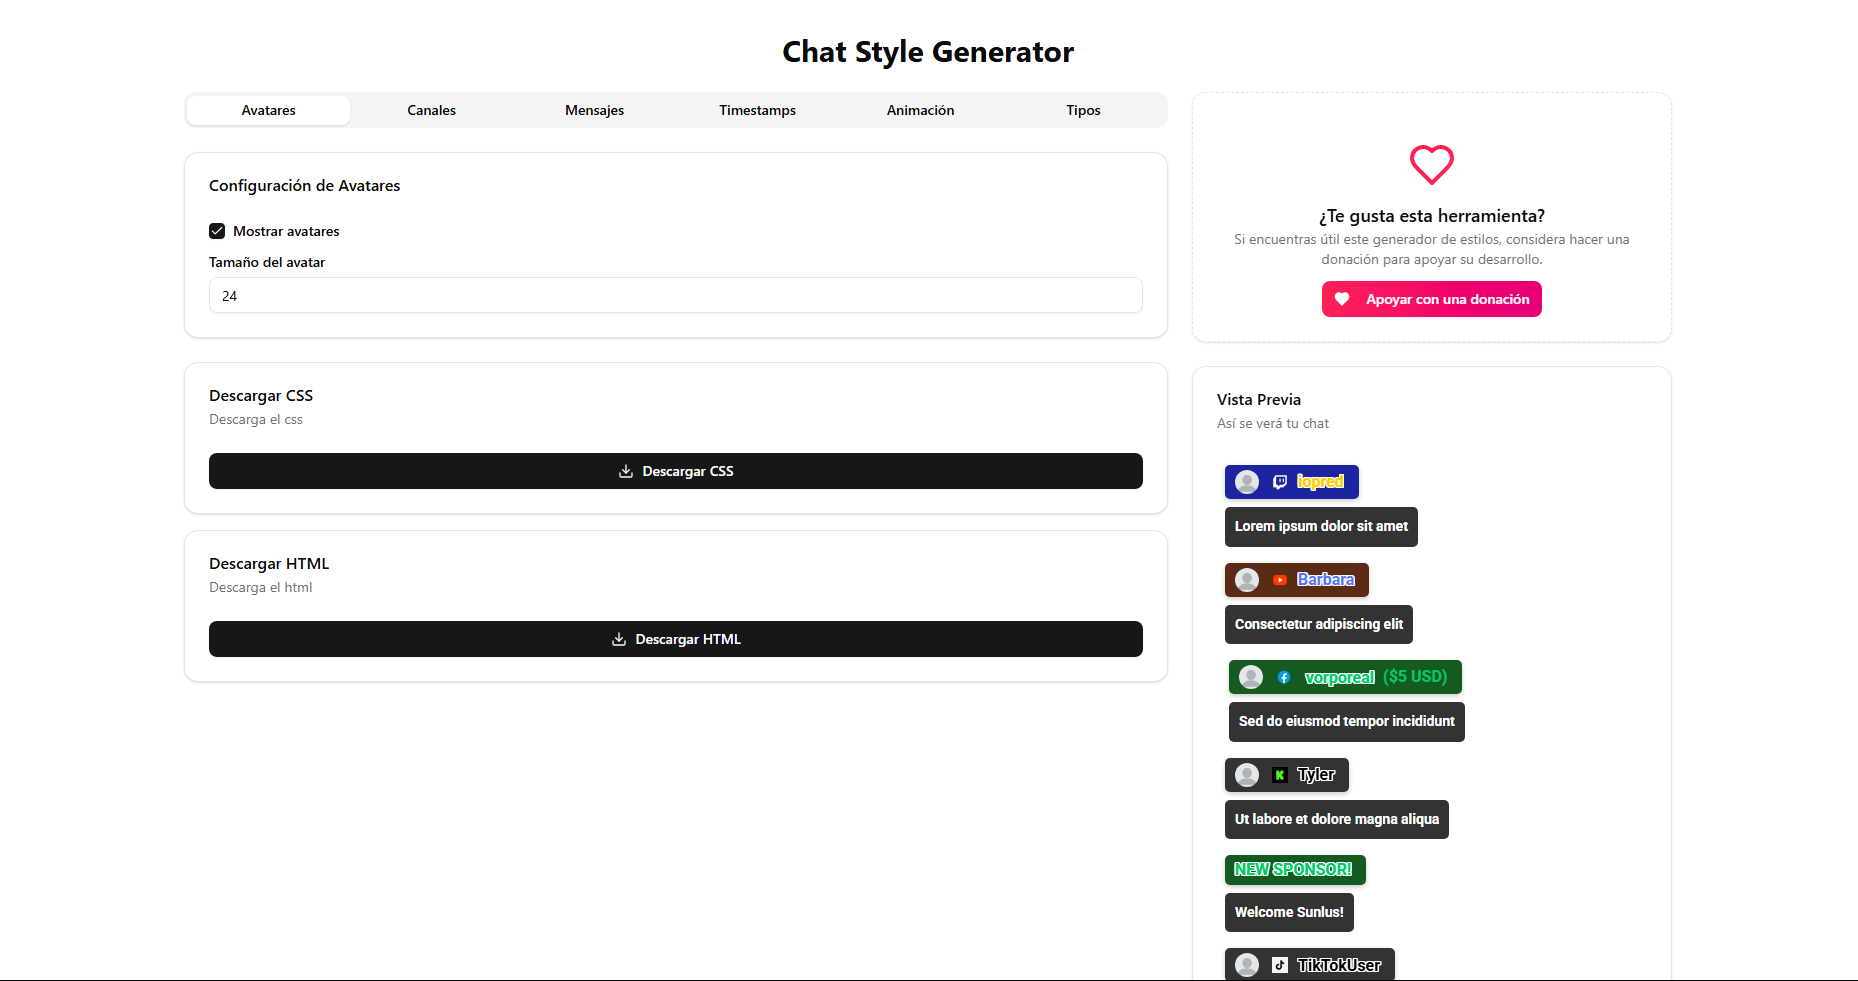 Chat Style Generator
Avatares
Canales
Mensajes
Timestamps
Animación
Tipos
Configuración de Avatares
Mostrar avatares
Tamaño del avatar
24
Descargar CSS
Descarga el css
Descargar CSS
Descargar HTML
Descarga el html
Descargar HTML
¿Te gusta esta herramienta?
Si encuentras útil este generador de estilos, considera hacer una
donación para apoyar su desarrollo.
Apoyar con una donación
Vista Previa
Así se verá tu chat
iopred
Lorem ipsum dolor sit amet
Barbara
Consectetur adipiscing elit
vorporeal ($5 USD)
Sed do eiusmod tempor incididunt
Tyler
Ut labore et dolore magna aliqua
NEW SPONSOR!
Welcome Sunlus!
TikTokUser